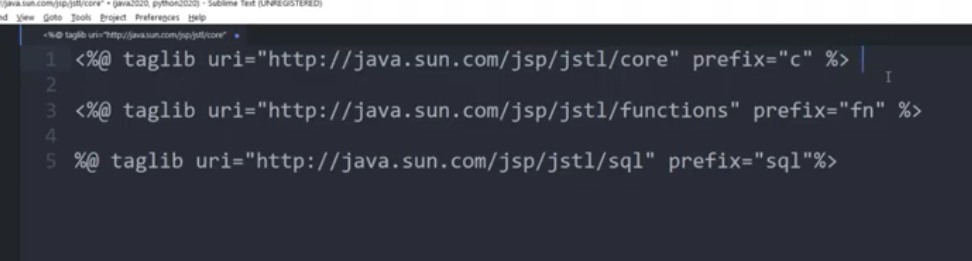 /java.sun.com/jsp/jstl/core" • (java2020, python2020) - Sublime Text (UNREGISTERED)
nd View Goto Tools Project Preferences Help
<%@ taglib uri="http://java.sun.com/jsp/jstl/core" •
1 <%@ taglib uri="http://java.sun.com/jsp/jstl/core" prefix="c" %>
2
3 <%@ taglib uri="http://java.sun.com/jsp/jstl/functions" prefix="fn" %>
4
5 %@ taglib uri="http://java.sun.com/jsp/jstl/sql" prefix="sql"%>